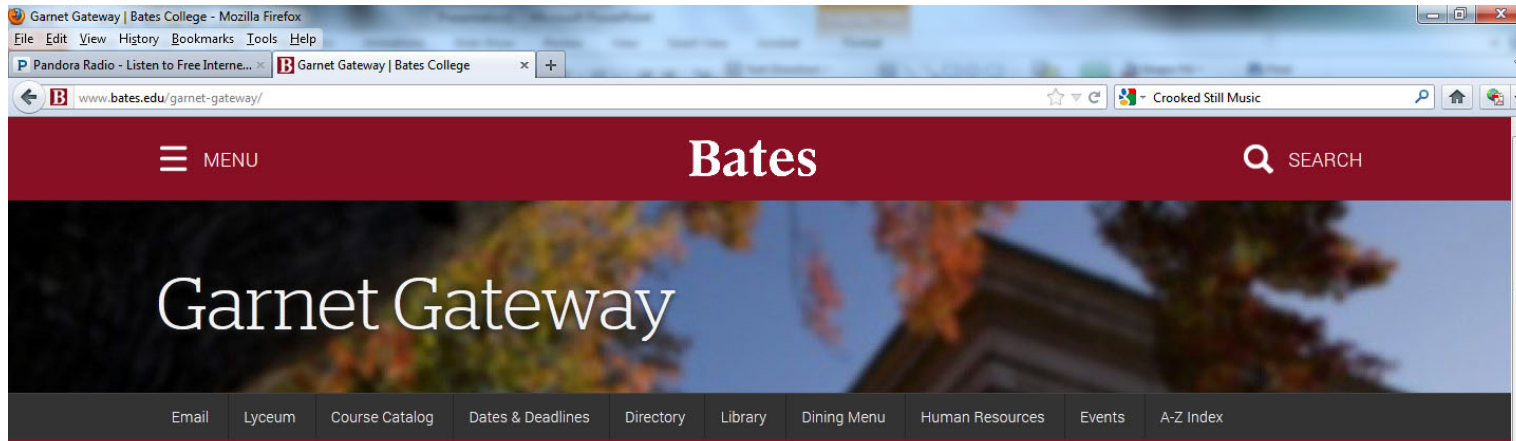 Garnet Gateway | Bates College - Mozilla Firefox
File Edit View History Bookmarks Tools Help
Pandora Radio - Listen to Free Interne... Garnet Gateway | Bates College
www.bates.edu/garnet-gateway/ Crooked Still Music
MENU Bates SEARCH
Garnet Gateway
Email Lyceum Course Catalog Dates & Deadlines Directory Library Dining Menu Human Resources Events A-Z Index